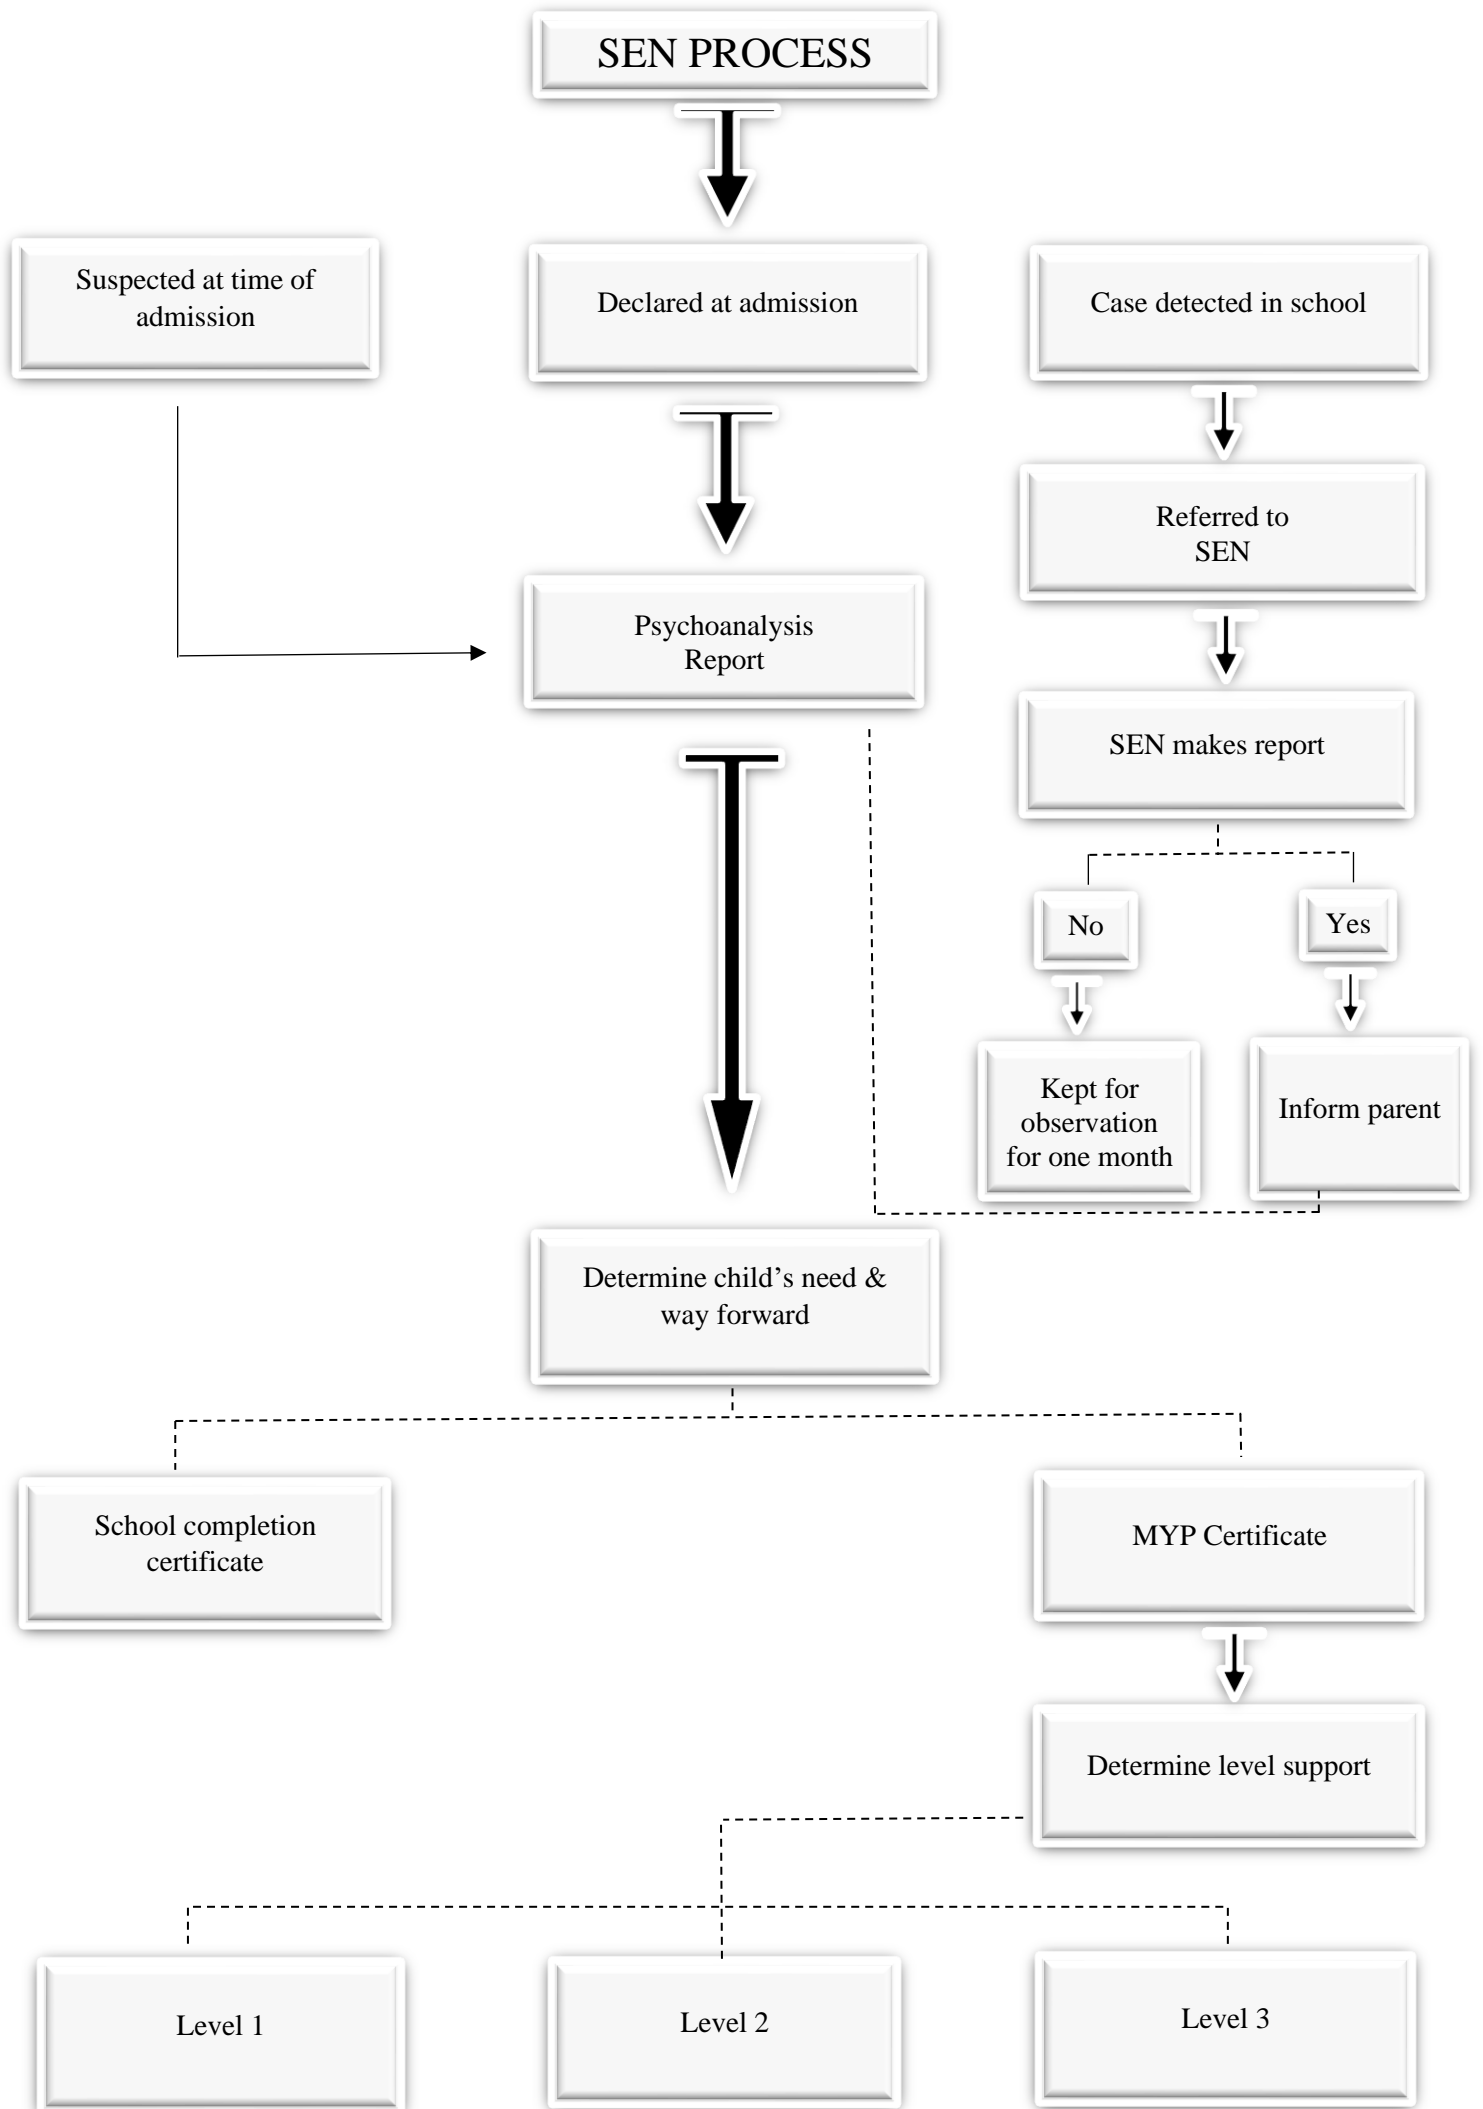 SEN PROCESS
Suspected at time of
admission
Declared at admission
Case detected in school
Referred to
SEN
Psychoanalysis
Report
SEN makes report
No
Yes
Kept for
observation
for one month
Inform parent
Determine child’s need &
way forward
School completion
certificate
MYP Certificate
Determine level support
Level 1
Level 2
Level 3